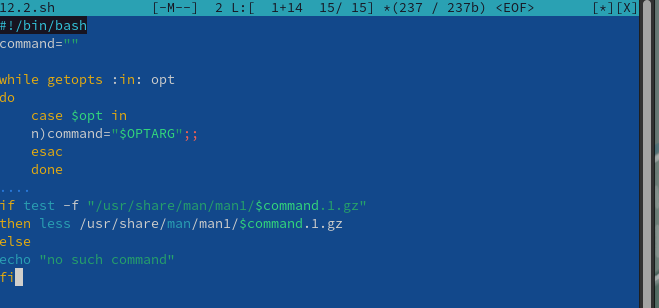 12.2.sh [-M--] 2 L:[ 1+14 15/ 15] *(237 / 237b) <EOF> [*][X]
#!/bin/bash
command=""
while getopts :in: opt
do
case $opt in
n)command="$OPTARG";;
esac
done
....
if test -f "/usr/share/man/man1/$command.1.gz"
then less /usr/share/man/man1/$command.1.gz
else
echo "no such command"
fi